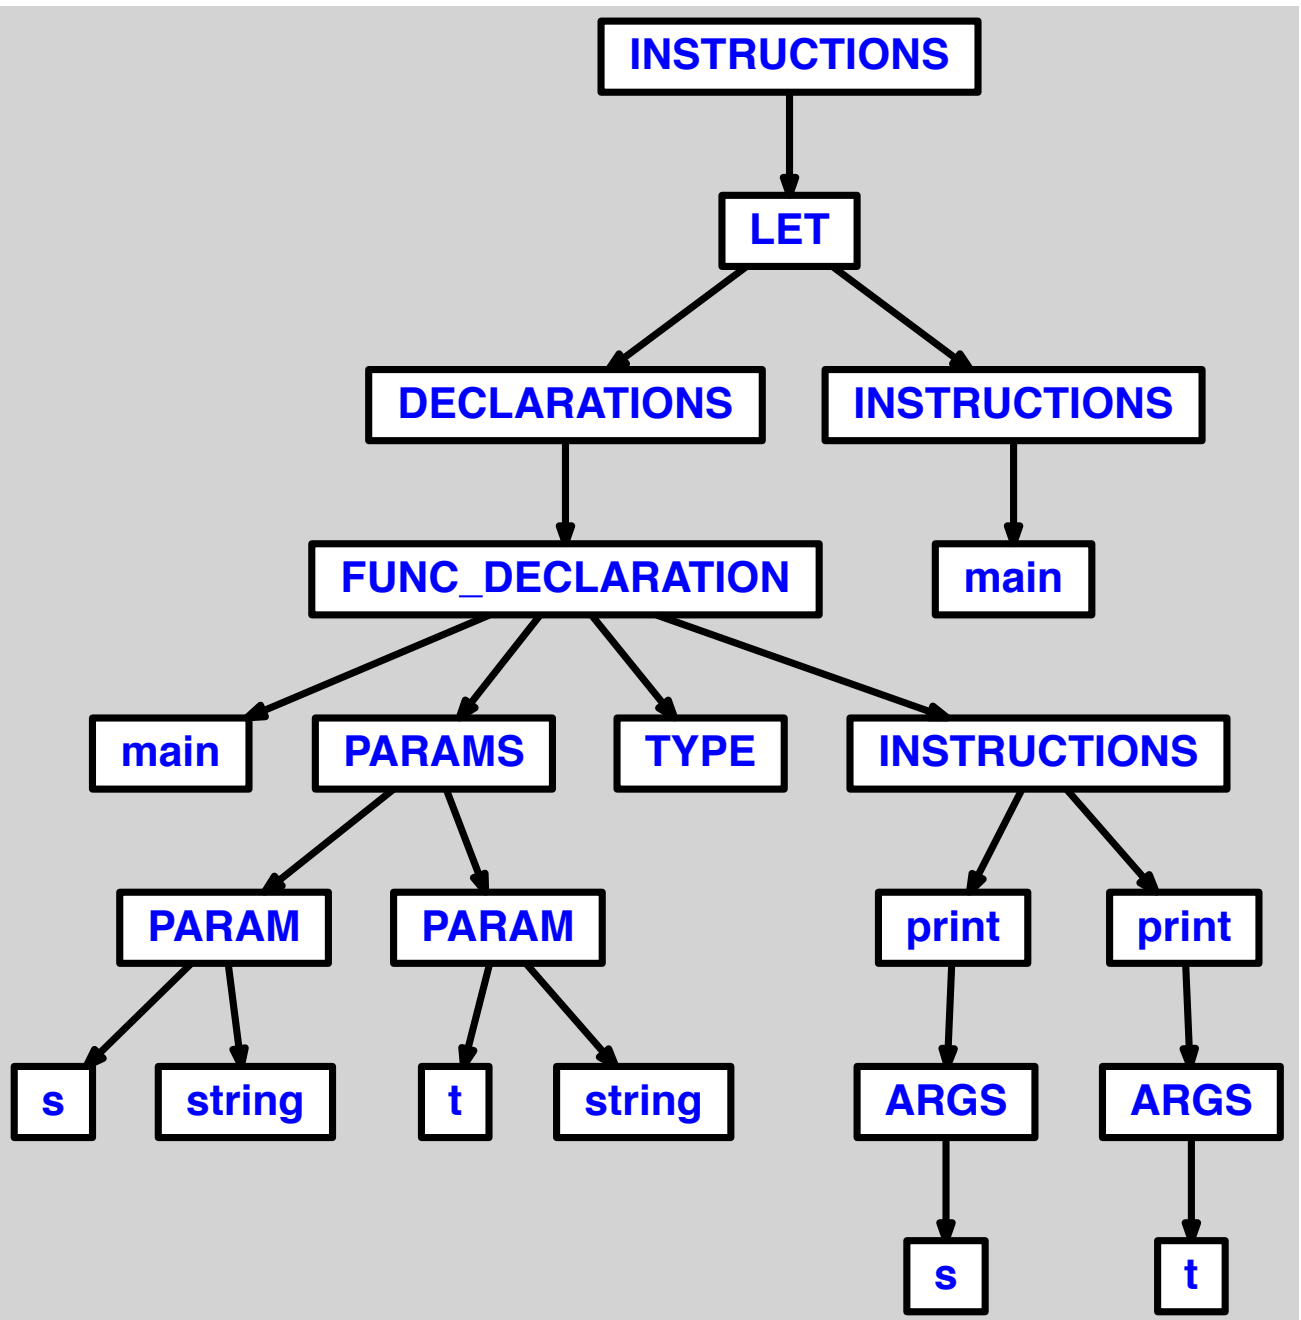 INSTRUCTIONS
LET
DECLARATIONS INSTRUCTIONS
FUNC_DECLARATION main
main PARAMS TYPE INSTRUCTIONS
PARAM PARAM print print
s string t string ARGS ARGS
s t